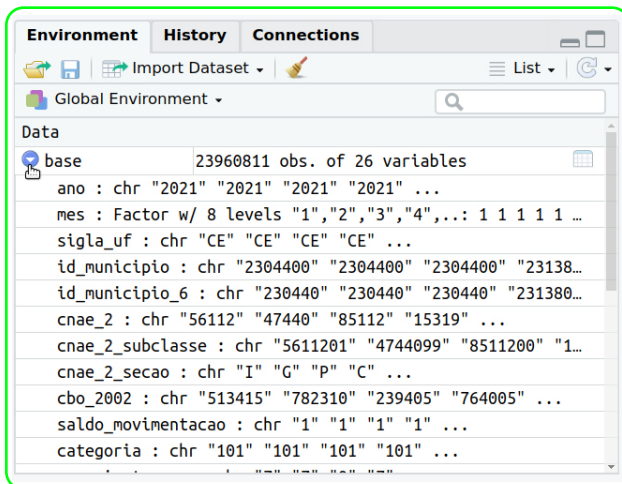 Environment History Connections
Import Dataset List
Global Environment
Data
base 23960811 obs. of 26 variables
ano : chr "2021" "2021" "2021" "2021" ...
mes : Factor w/ 8 levels "1","2","3","4",..: 1 1 1 1 1 …
sigla_uf : chr "CE" "CE" "CE" "CE" ...
id_municipio : chr "2304400" "2304400" "2304400" "23138…
id_municipio_6 : chr "230440" "230440" "230440" "231380…
cnae_2 : chr "56112" "47440" "85112" "15319" ...
cnae_2_subclasse : chr "5611201" "4744099" "8511200" "1…
cnae_2_secao : chr "I" "G" "P" "C" ...
cbo_2002 : chr "513415" "782310" "239405" "764005" ...
saldo_movimentacao : chr "1" "1" "1" "1" ...
categoria : chr "101" "101" "101" "101" ...